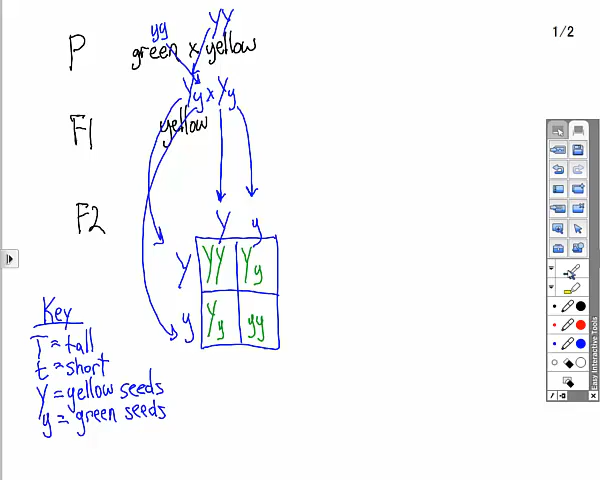 1/2
yy YY
P green x yellow
Yy x Yy
F1 yellow
F2
Y y
Y YY Yy
y Yy yy
Key
T = tall
t = short
Y = yellow seeds
y = green seeds
Easy Interactive Tools